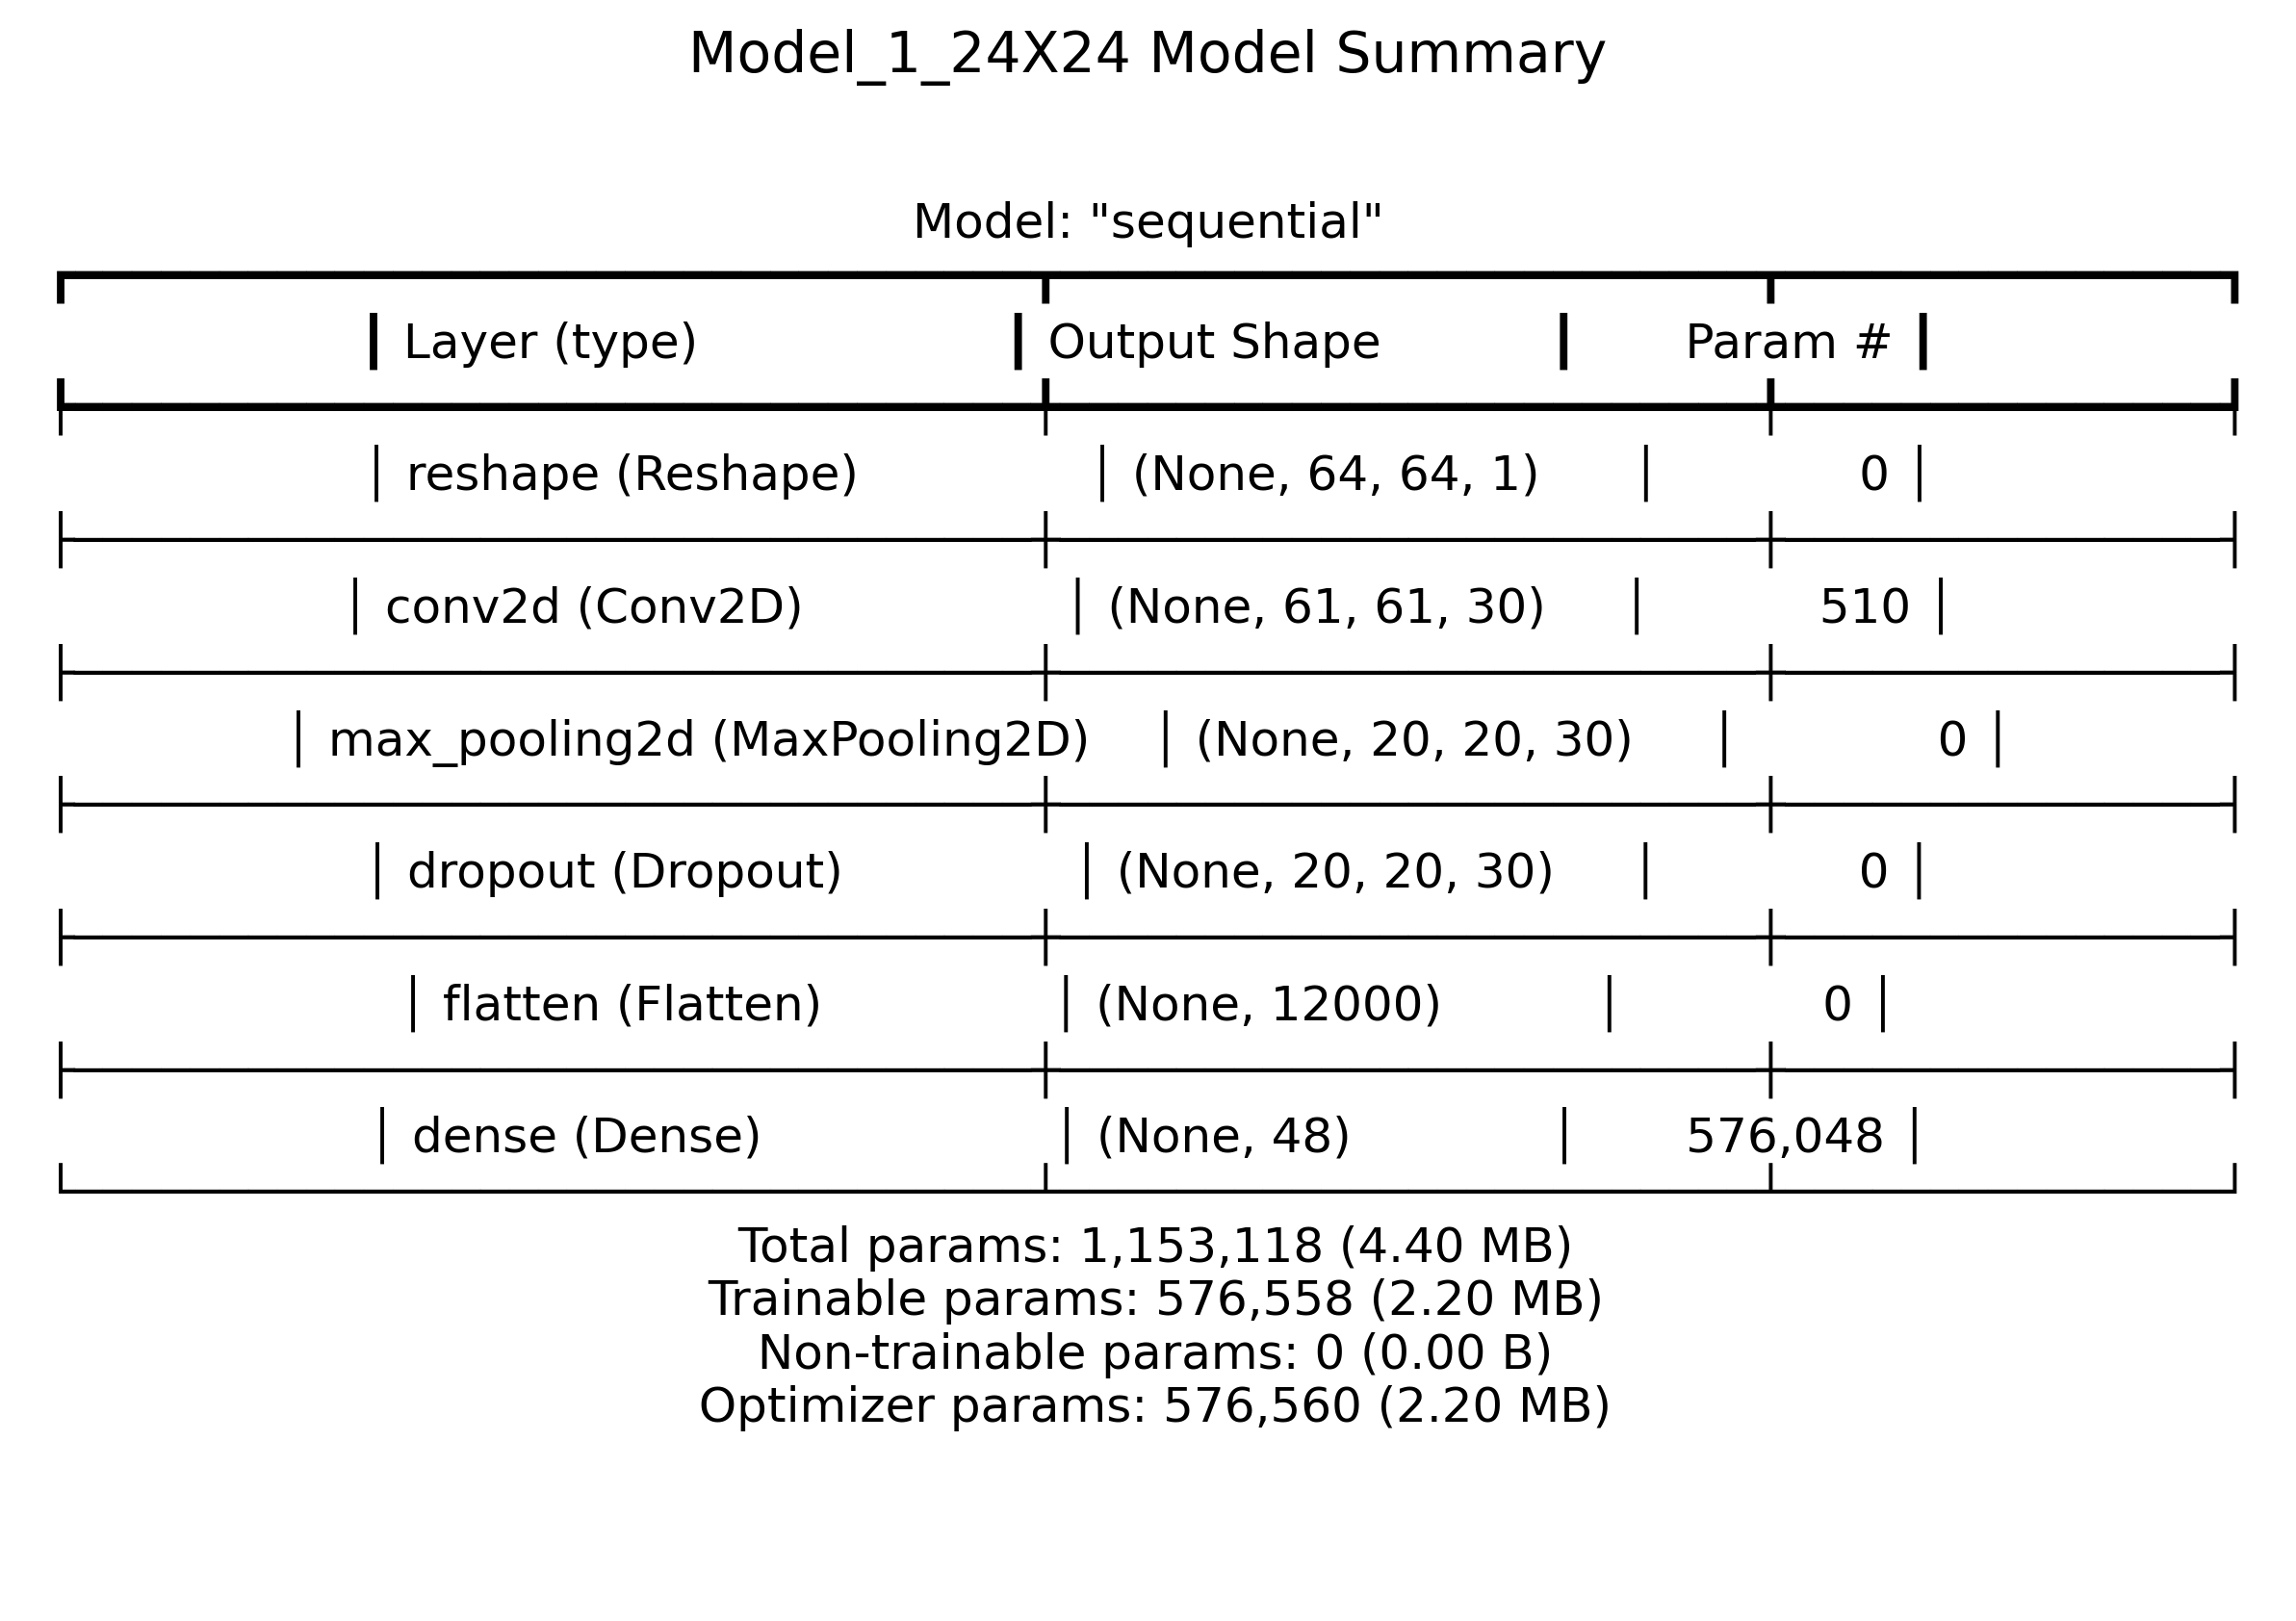 Model_1_24X24 Model Summary
Model: "sequential"
┃ Layer (type) ┃ Output Shape ┃ Param # ┃
│ reshape (Reshape) │ (None, 64, 64, 1) │ 0 │
│ conv2d (Conv2D) │ (None, 61, 61, 30) │ 510 │
│ max_pooling2d (MaxPooling2D) │ (None, 20, 20, 30) │ 0 │
│ dropout (Dropout) │ (None, 20, 20, 30) │ 0 │
│ flatten (Flatten) │ (None, 12000) │ 0 │
│ dense (Dense) │ (None, 48) │ 576,048 │
Total params: 1,153,118 (4.40 MB)
Trainable params: 576,558 (2.20 MB)
Non-trainable params: 0 (0.00 B)
Optimizer params: 576,560 (2.20 MB)